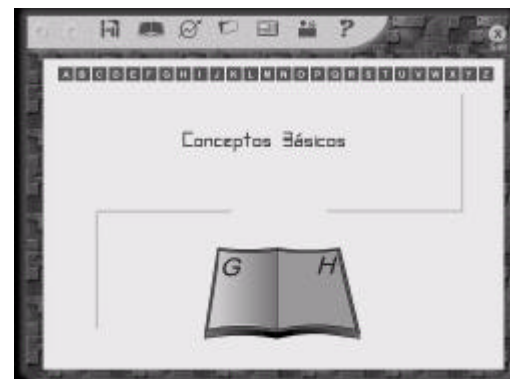 ?
X
A B C D E F G H I J K L M N O P Q R S T U V W X Y Z
Conceptos Básicos
G H